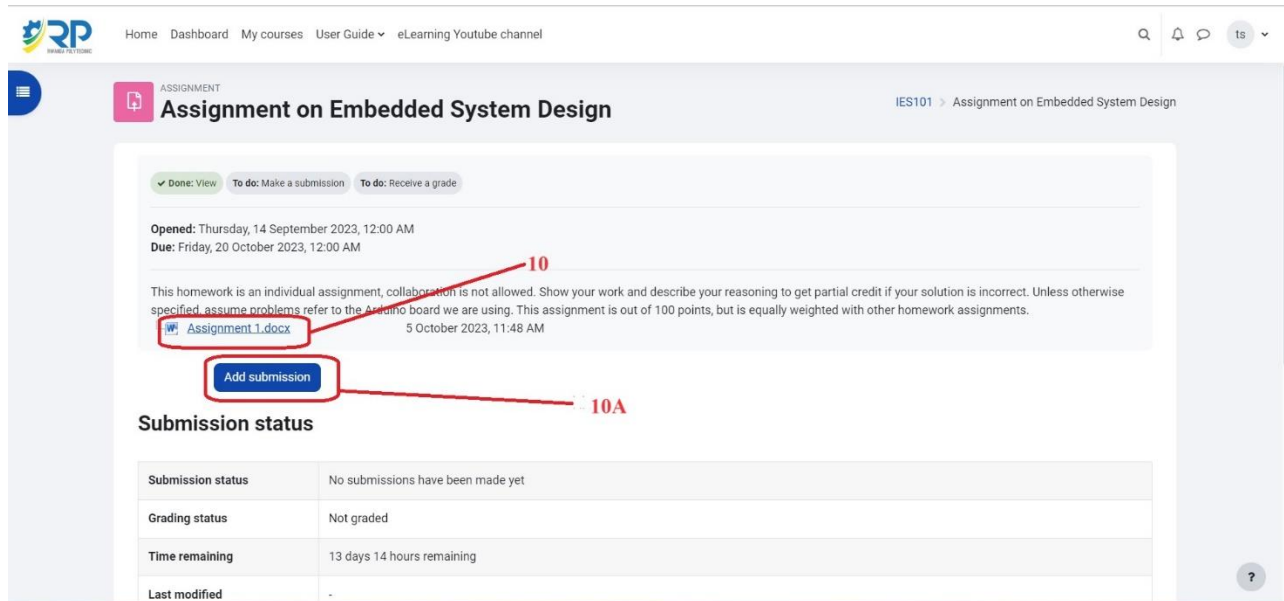 RP
RWANDA POLYTECHNIC
Home Dashboard My courses User Guide eLearning Youtube channel
ts
ASSIGNMENT
Assignment on Embedded System Design
IES101 > Assignment on Embedded System Design
✓ Done: View To do: Make a submission To do: Receive a grade
Opened: Thursday, 14 September 2023, 12:00 AM
Due: Friday, 20 October 2023, 12:00 AM
10
This homework is an individual assignment, collaboration is not allowed. Show your work and describe your reasoning to get partial credit if your solution is incorrect. Unless otherwise
specified, assume problems refer to the Arduino board we are using. This assignment is out of 100 points, but is equally weighted with other homework assignments.
Assignment 1.docx 5 October 2023, 11:48 AM
Add submission
10A
Submission status
Submission status No submissions have been made yet
Grading status Not graded
Time remaining 13 days 14 hours remaining
Last modified -
?